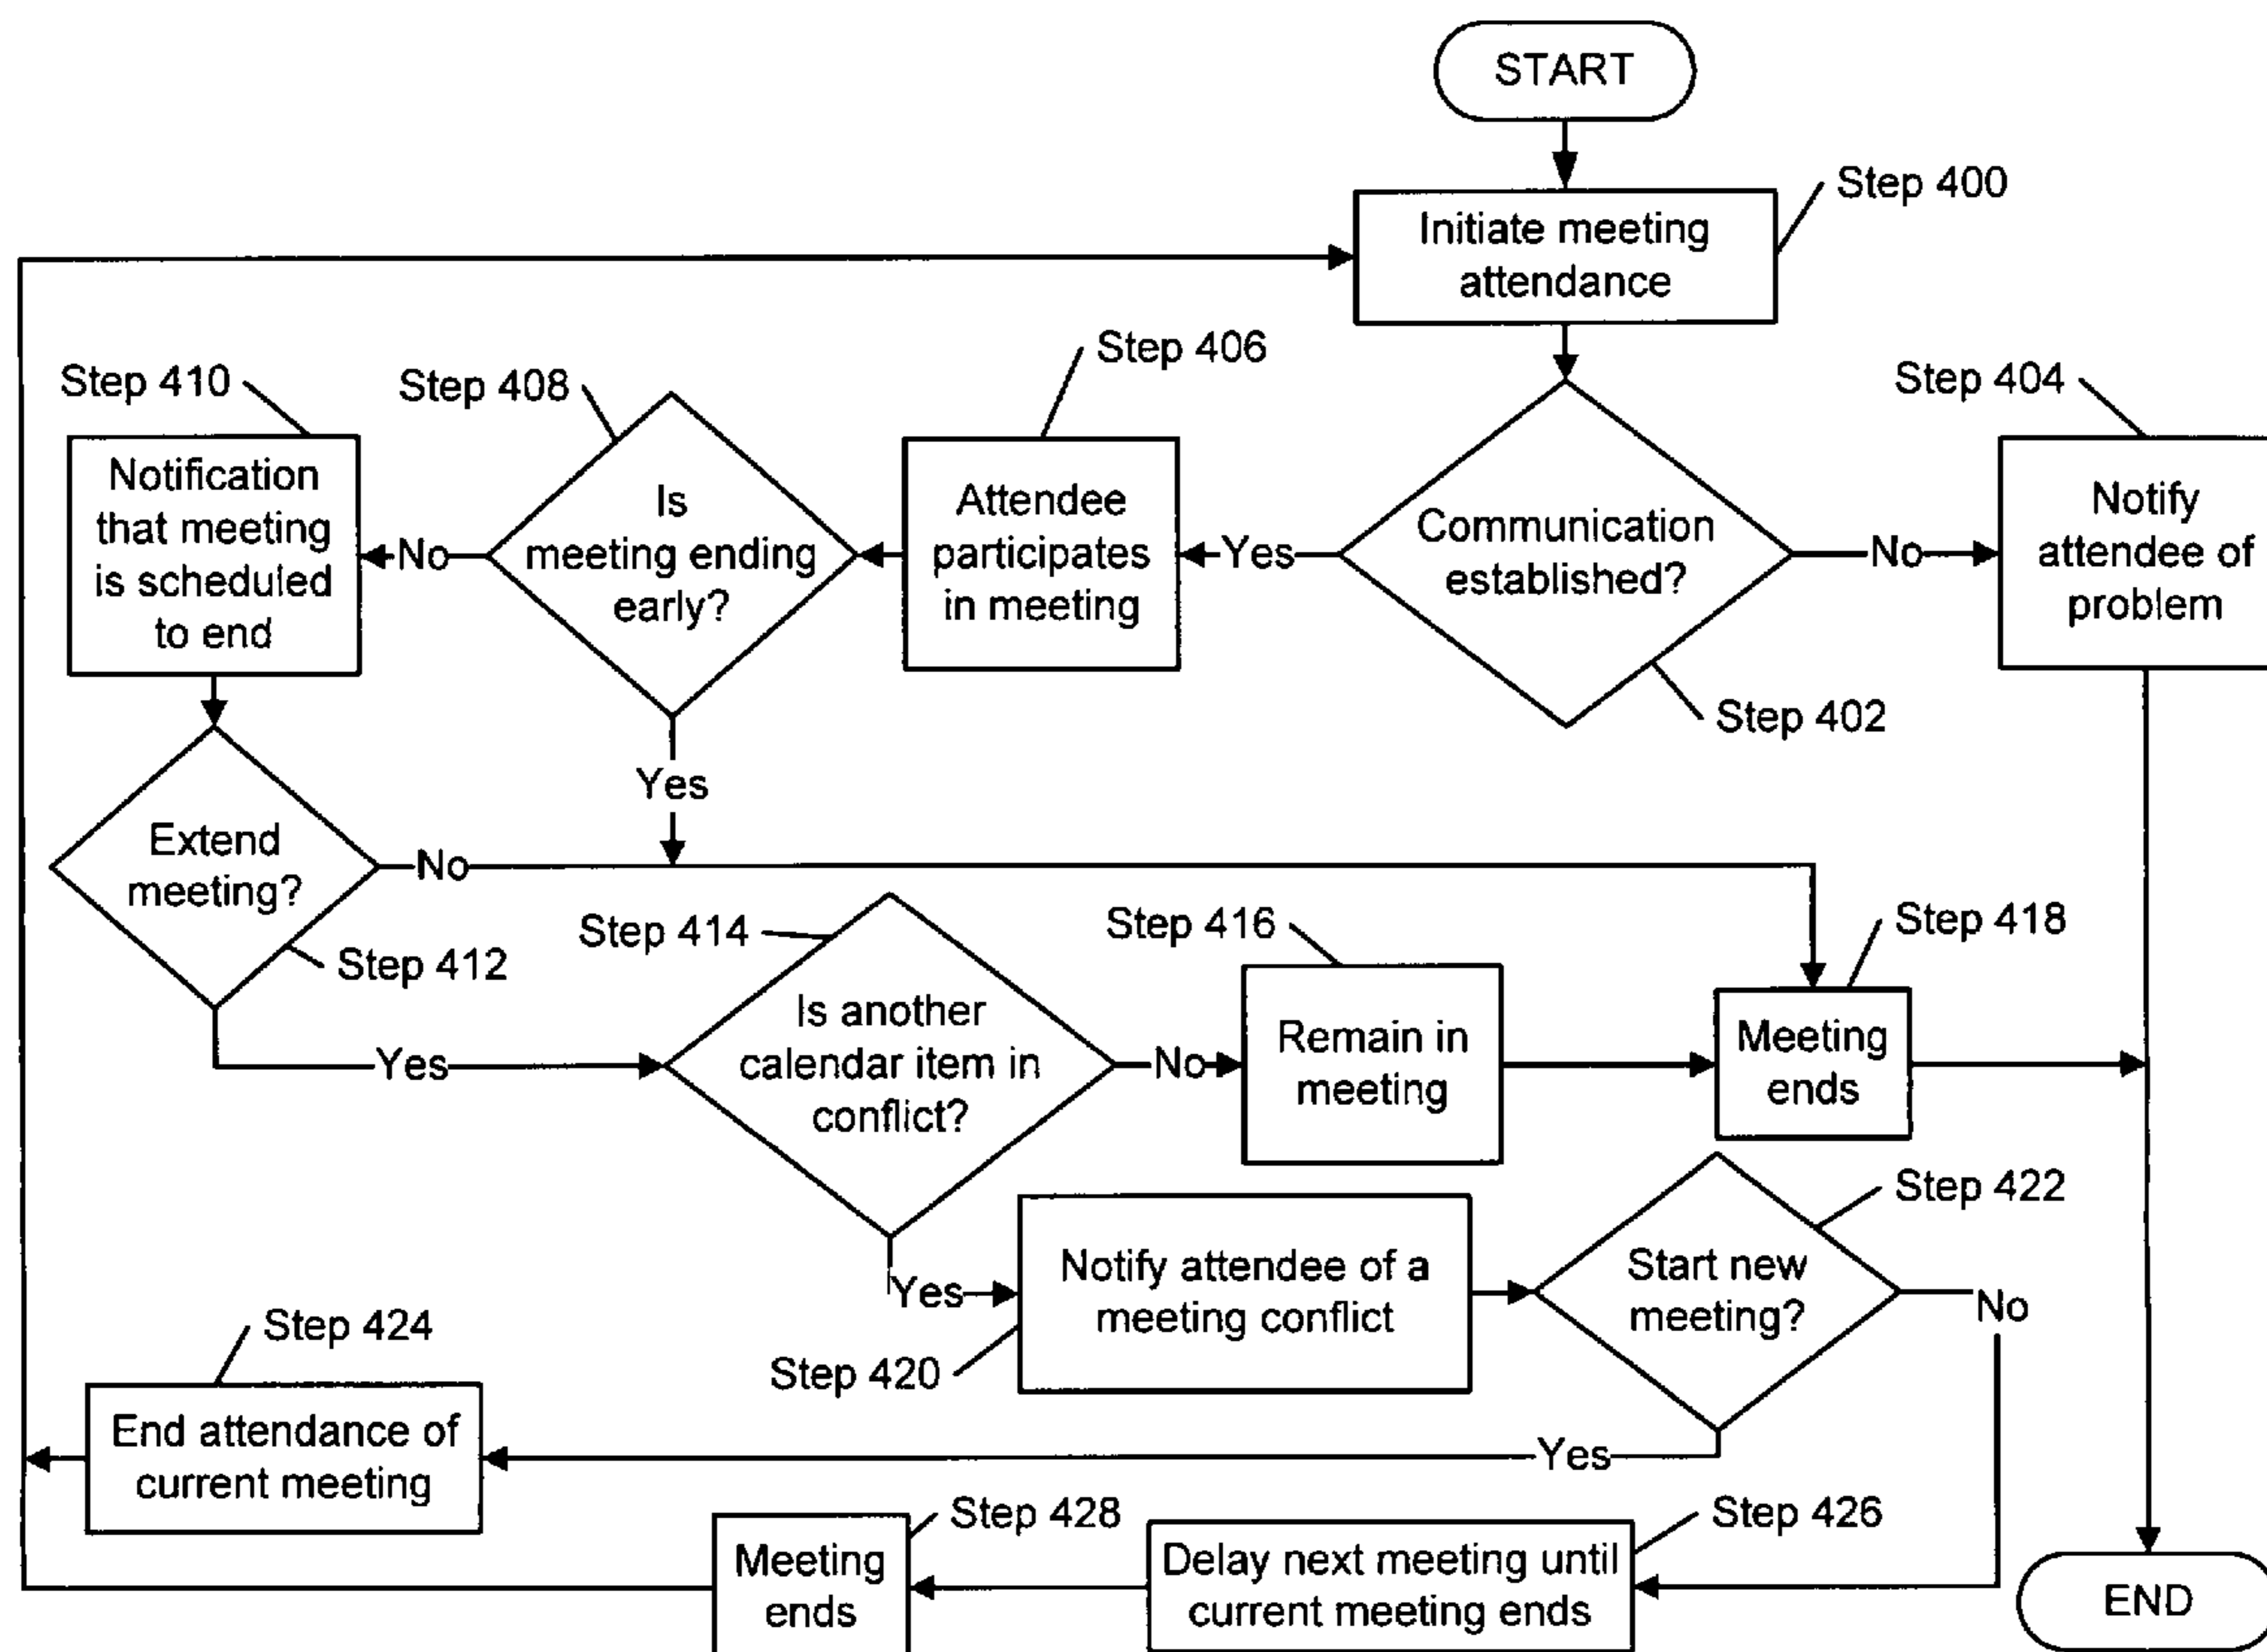 START
Step 400
Initiate meeting
attendance
Step 406
Step 410
Step 408
Step 404
Notification
that meeting
is scheduled
to end
No
Is
meeting ending
early?
Attendee
participates
in meeting
Yes
Communication
established?
No
Notify
attendee of
problem
Step 402
Yes
Extend
meeting?
No
Step 412
Step 414
Step 416
Step 418
Is another
calendar item in
conflict?
Yes
No
Remain in
meeting
Meeting
ends
Step 422
Yes
Notify attendee of a
meeting conflict
Step 420
Start new
meeting?
No
Step 424
End attendance of
current meeting
Yes
Step 428
Meeting
ends
Step 426
Delay next meeting until
current meeting ends
END